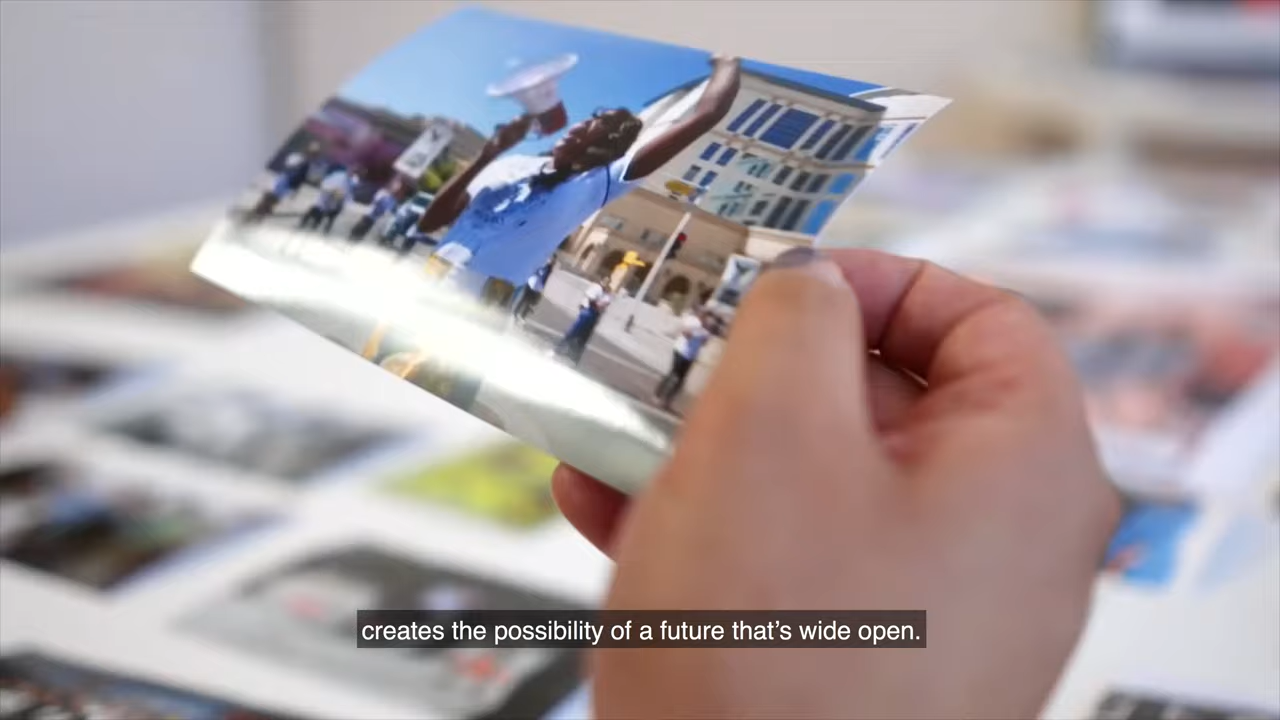 creates the possibility of a future that’s wide open.